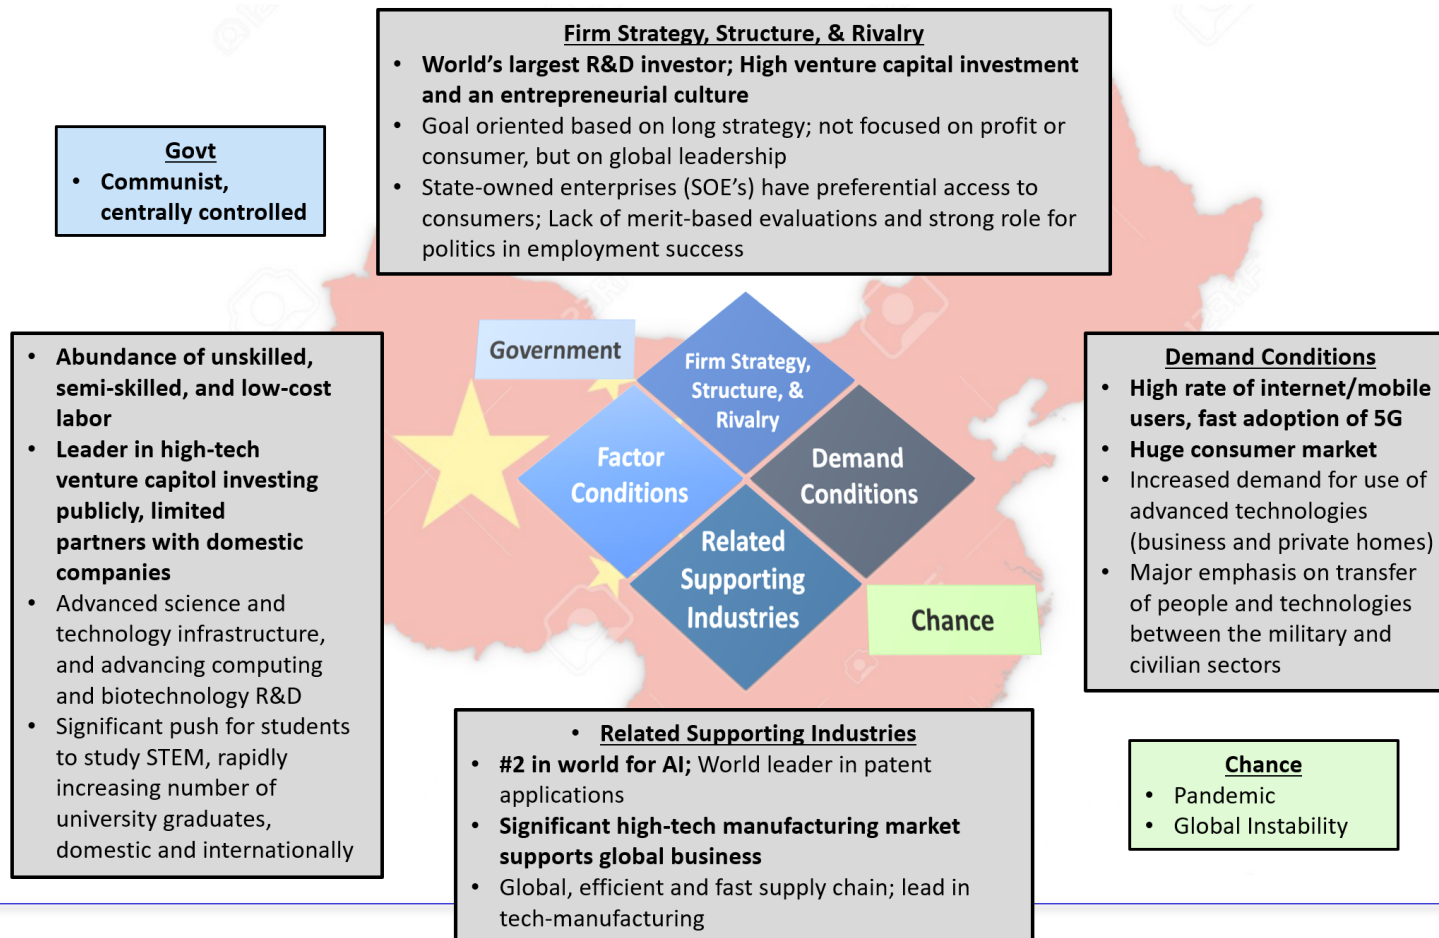 Firm Strategy, Structure, & Rivalry
• World's largest R&D investor; High venture capital investment
and an entrepreneurial culture
• Goal oriented based on long strategy; not focused on profit or
consumer, but on global leadership
• State-owned enterprises (SOE's) have preferential access to
consumers; Lack of merit-based evaluations and strong role for
politics in employment success
Govt
• Communist,
centrally controlled
• Abundance of unskilled,
semi-skilled, and low-cost
labor
• Leader in high-tech
venture capitol investing
publicly, limited
partners with domestic
companies
• Advanced science and
technology infrastructure,
and advancing computing
and biotechnology R&D
• Significant push for students
to study STEM, rapidly
increasing number of
university graduates,
domestic and internationally
Government
Firm Strategy,
Structure, &
Rivalry
Factor
Conditions
Demand
Conditions
Related
Supporting
Industries
Chance
Demand Conditions
• High rate of internet/mobile
users, fast adoption of 5G
• Huge consumer market
• Increased demand for use of
advanced technologies
(business and private homes)
• Major emphasis on transfer
of people and technologies
between the military and
civilian sectors
• Related Supporting Industries
• #2 in world for AI; World leader in patent
applications
• Significant high-tech manufacturing market
supports global business
• Global, efficient and fast supply chain; lead in
tech-manufacturing
Chance
• Pandemic
• Global Instability